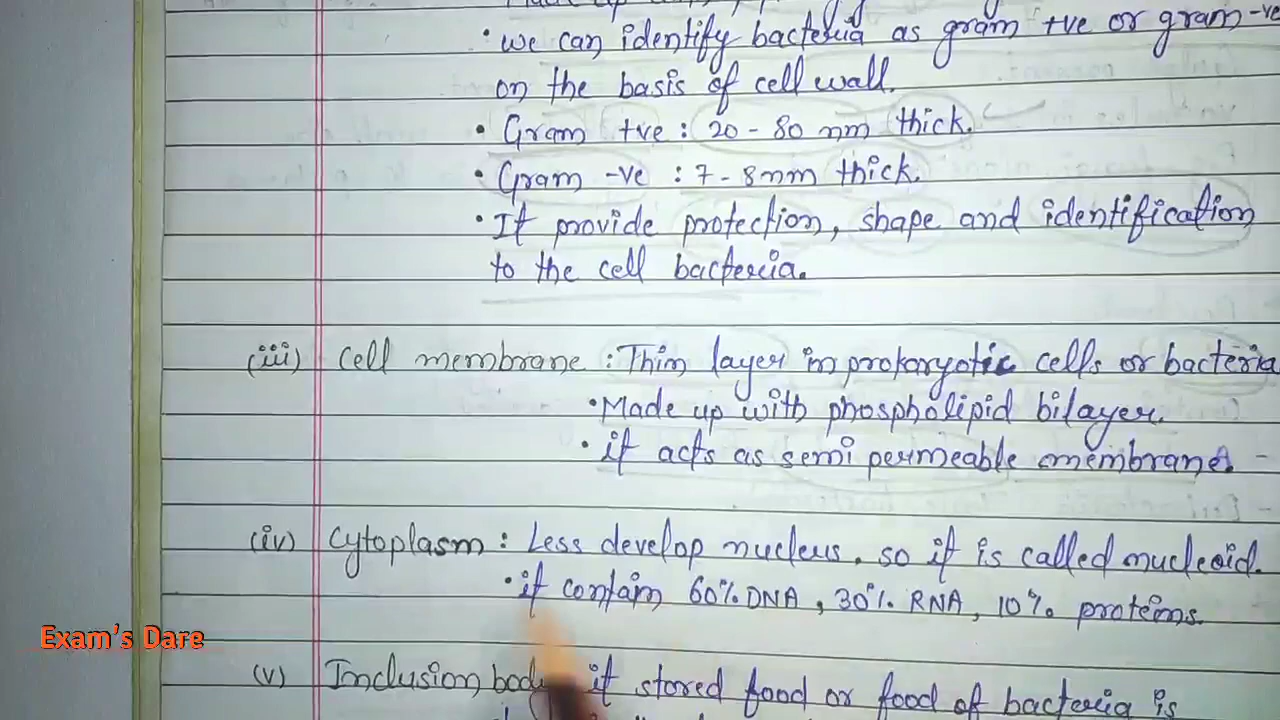 • we can identify bacteria as gram +ve or gram -ve
on the basis of cell wall.
• Gram +ve : 20 - 80 nm thick.
• Gram -ve : 7 - 8 nm thick.
• It provide protection, shape and identification
to the cell bacteria.
(iii) Cell membrane : Thin layer in prokaryotic cells or bacteria
• Made up with phospholipid bilayer.
• it acts as semi permeable membrane.
(iv) Cytoplasm : Less develop nucleus, so it is called nucleoid.
• it contain 60% DNA, 30% RNA, 10% proteins.
Exam's Dare
(v) Inclusion body it stored food or food of bacteria is